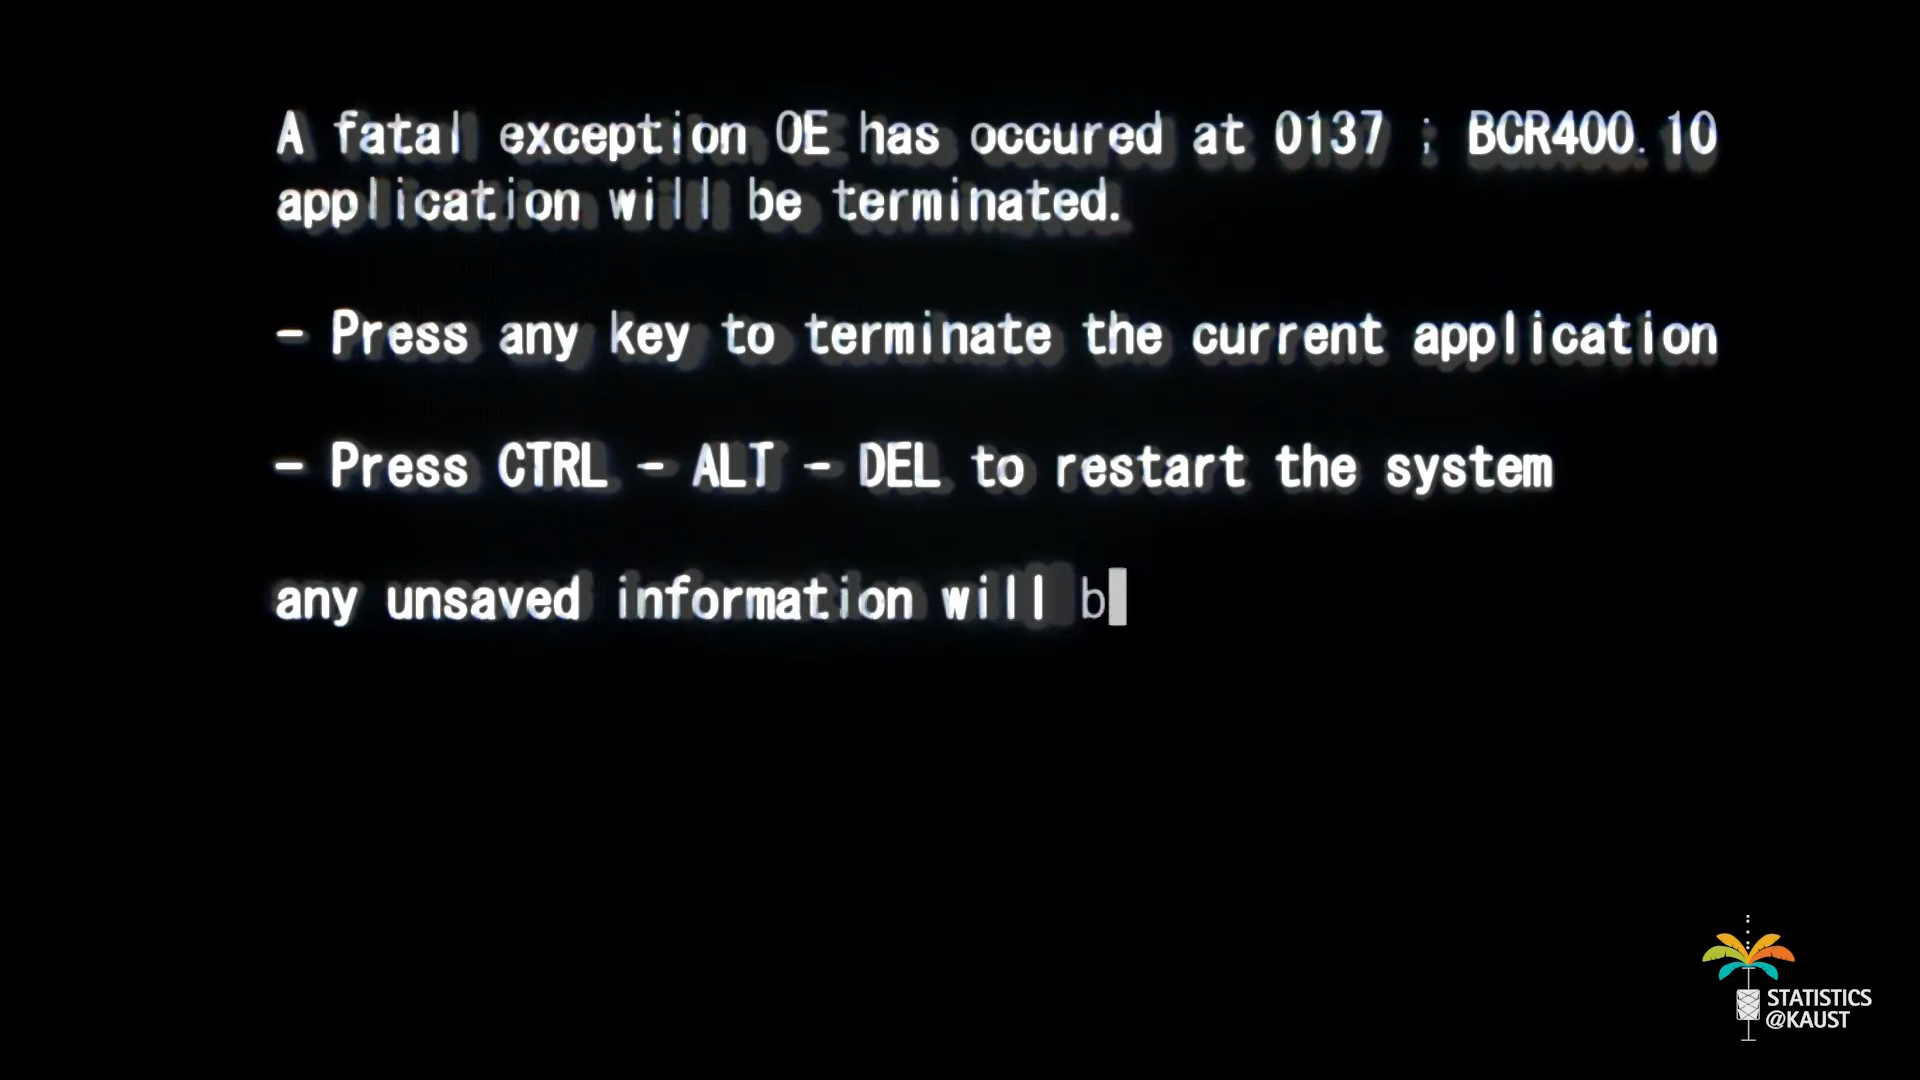 A fatal exception OE has occured at 0137 : BCR400.10
application will be terminated.
- Press any key to terminate the current application
- Press CTRL - ALT - DEL to restart the system
any unsaved information will b
STATISTICS
@KAUST